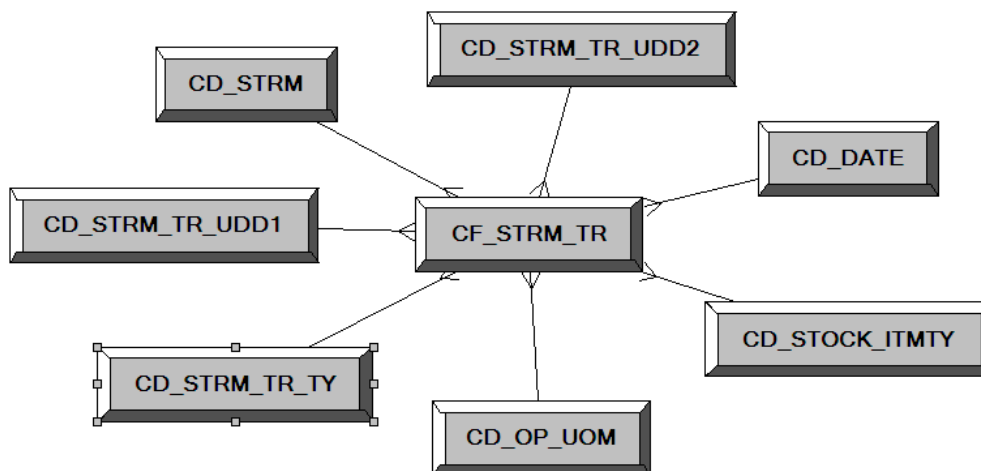 CD_STRM_TR_UDD2
CD_STRM
CD_DATE
CD_STRM_TR_UDD1
CF_STRM_TR
CD_STOCK_ITMTY
CD_STRM_TR_TY
CD_OP_UOM